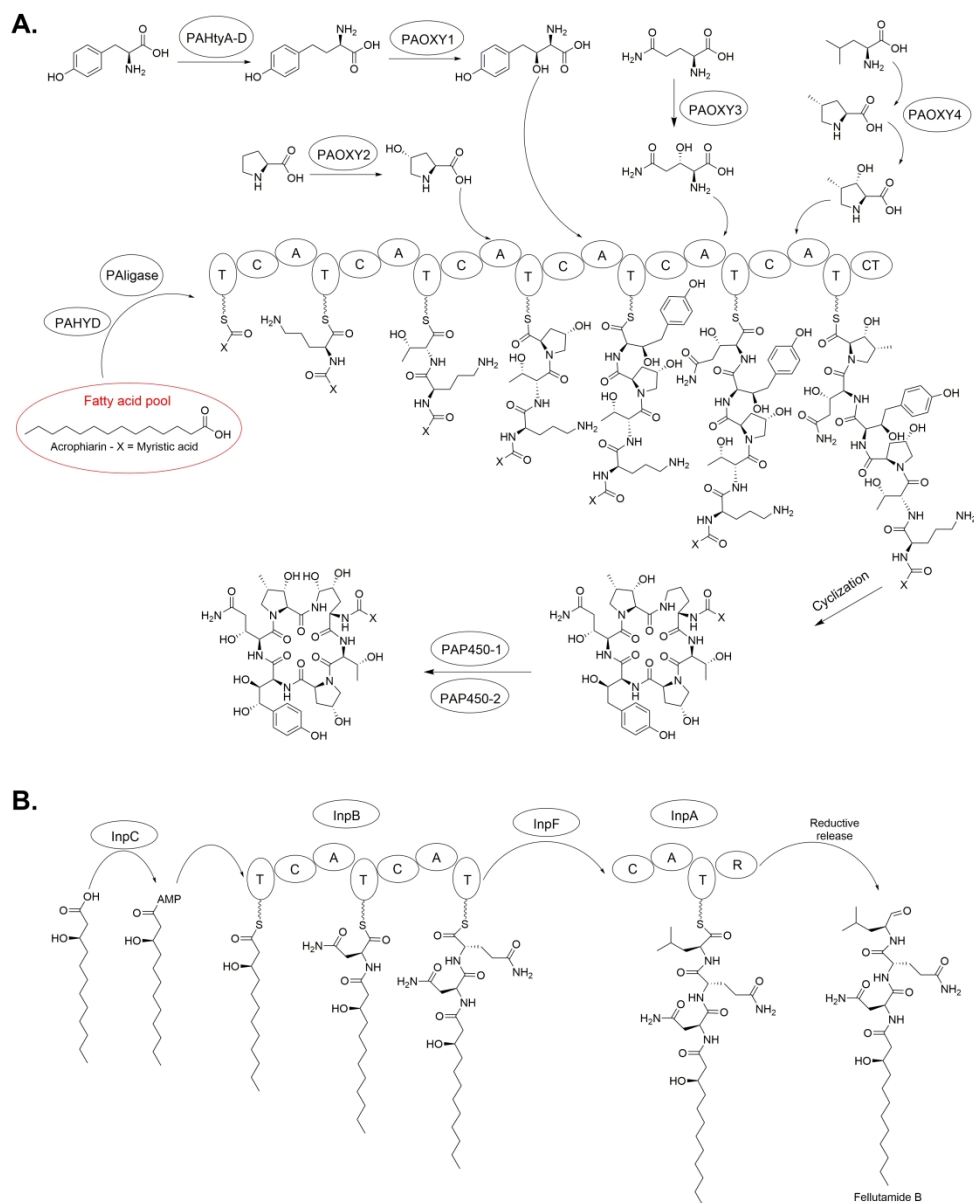 A.
PAHtyA-D
PAOXY1
PAOXY2
PAOXY3
PAOXY4
PAligase
PAHYD
T C A T C A T C A T C A T C A T C A T CT
Fatty acid pool
Acrophiarin - X = Myristic acid
Cyclization
PAP450-1
PAP450-2
B.
InpC
InpB
InpF
InpA
Reductive
release
T C A T C A T
C A T R
AMP
Fellutamide B